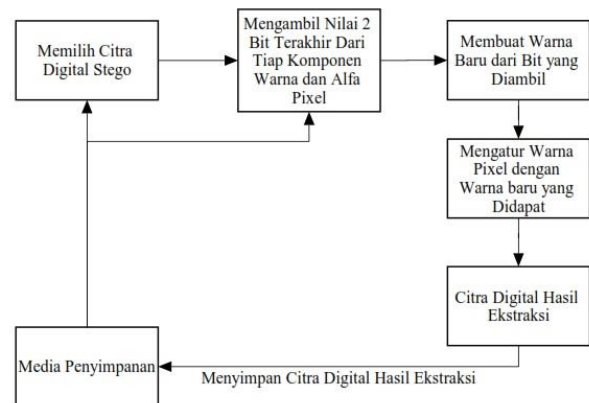 Memilih Citra
Digital Stego
Mengambil Nilai 2
Bit Terakhir Dari
Tiap Komponen
Warna dan Alfa
Pixel
Membuat Warna
Baru dari Bit yang
Diambil
Mengatur Warna
Pixel dengan
Warna baru yang
Didapat
Citra Digital Hasil
Ekstraksi
Media Penyimpanan
Menyimpan Citra Digital Hasil Ekstraksi